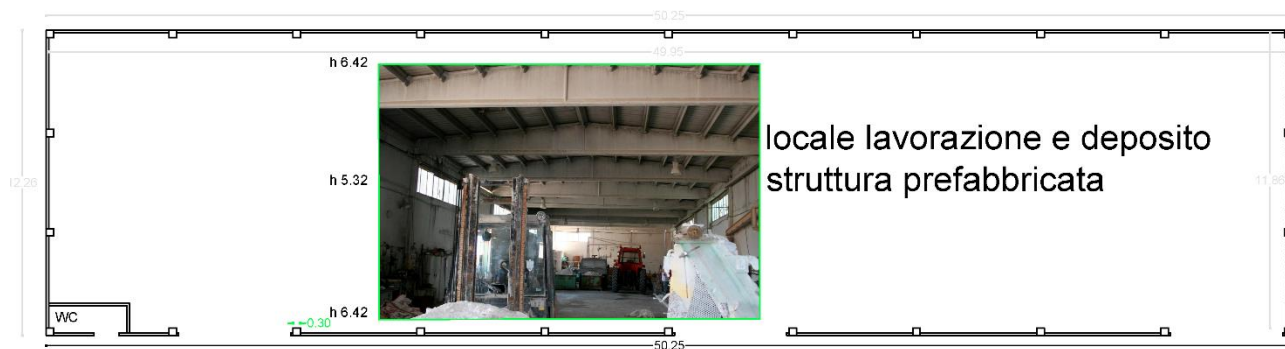 50.25
49.95
h 6.42
locale lavorazione e deposito
h 5.32
struttura prefabbricata
12.26
11.86
WC
h 6.42
0.30
50.25